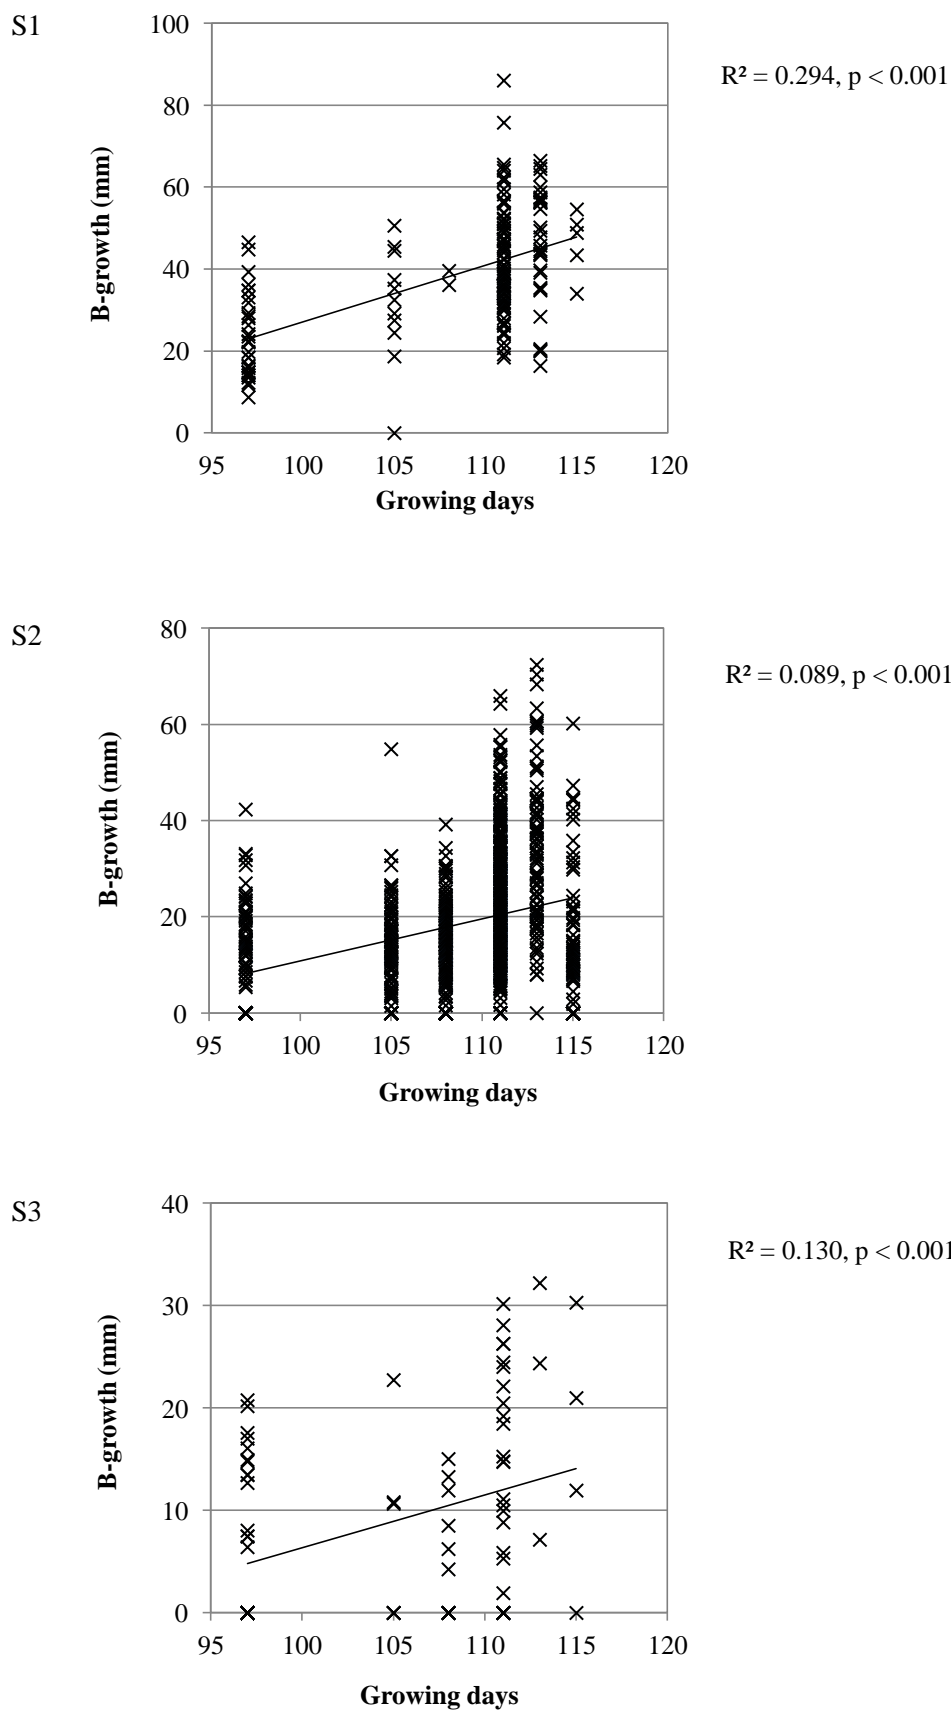 S1
R² = 0.294, p < 0.001
B-growth (mm)
100
80
60
40
20
0
95 100 105 110 115 120
Growing days
S2
R² = 0.089, p < 0.001
B-growth (mm)
80
60
40
20
0
95 100 105 110 115 120
Growing days
S3
R² = 0.130, p < 0.001
B-growth (mm)
40
30
20
10
0
95 100 105 110 115 120
Growing days